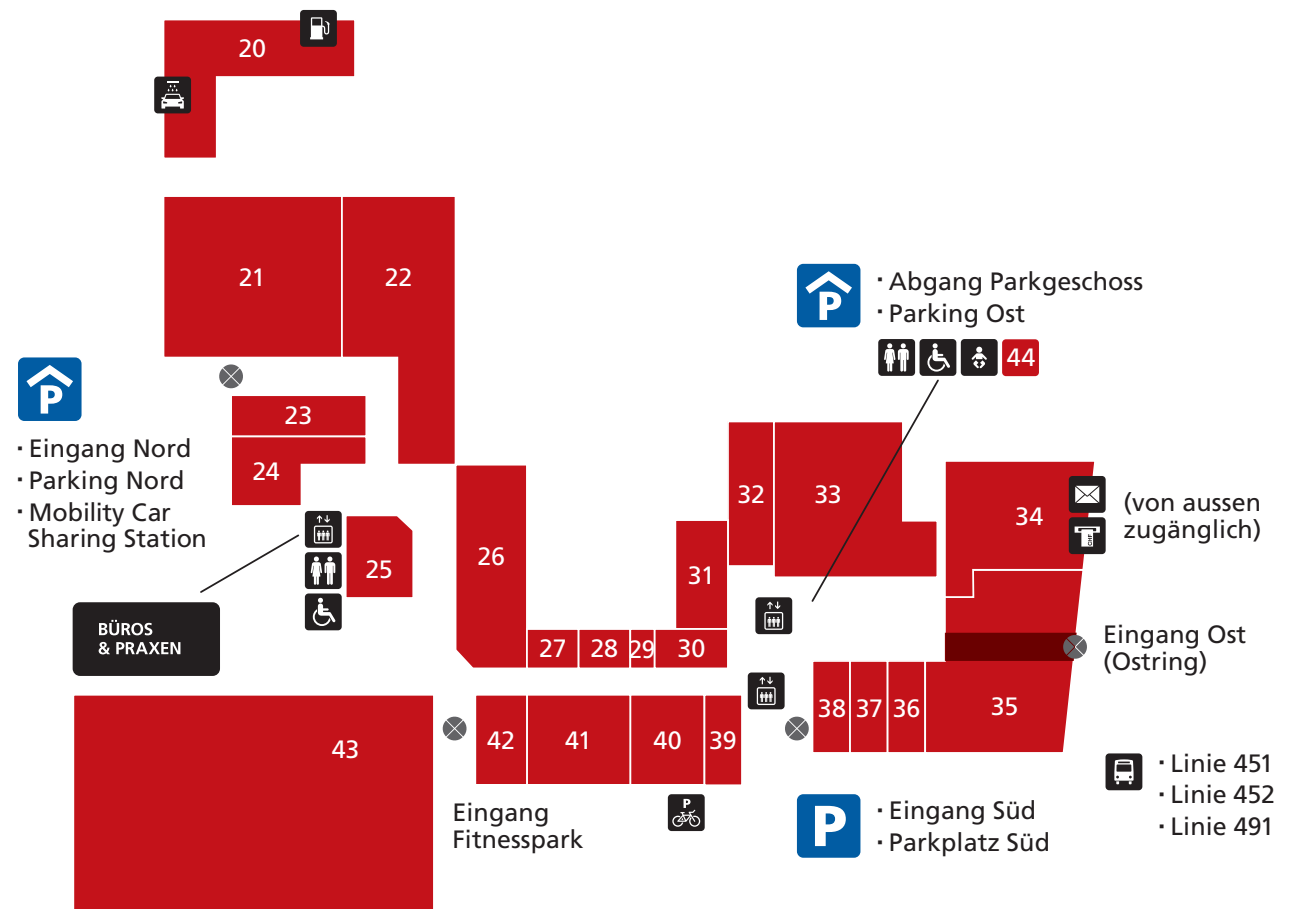 20
21
22
· Abgang Parkgeschoss
· Parking Ost
P
44
P
23
· Eingang Nord
· Parking Nord
· Mobility Car
Sharing Station
24
32
33
34
(von aussen
zugänglich)
CHF
26
25
31
BÜROS
& PRAXEN
27
28
29
30
Eingang Ost
(Ostring)
43
42
41
40
39
38
37
36
35
· Linie 451
· Linie 452
· Linie 491
Eingang
Fitnesspark
P
P
· Eingang Süd
· Parkplatz Süd